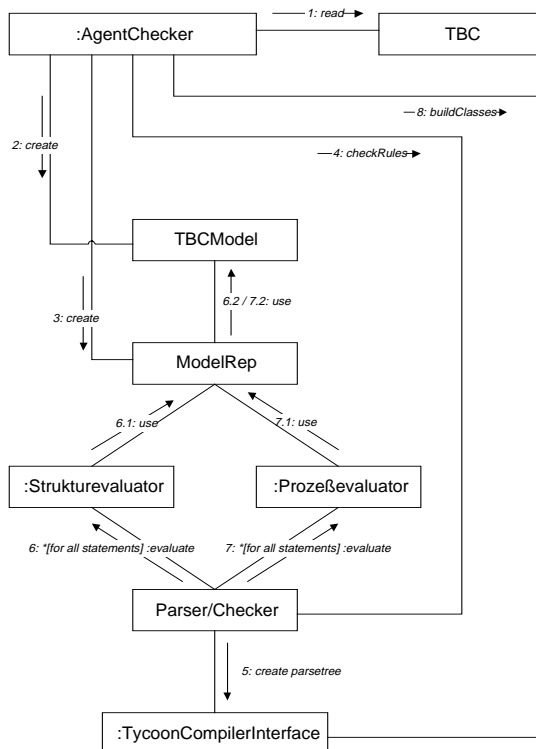 1: read
:AgentChecker
TBC
8: buildClasses
2: create
4: checkRules
TBCModel
6.2 / 7.2: use
3: create
ModelRep
6.1: use
7.1: use
:Strukturevaluator
:Prozeßevaluator
6: *[for all statements] :evaluate
7: *[for all statements] :evaluate
Parser/Checker
5: create parsetree
:TycoonCompilerInterface